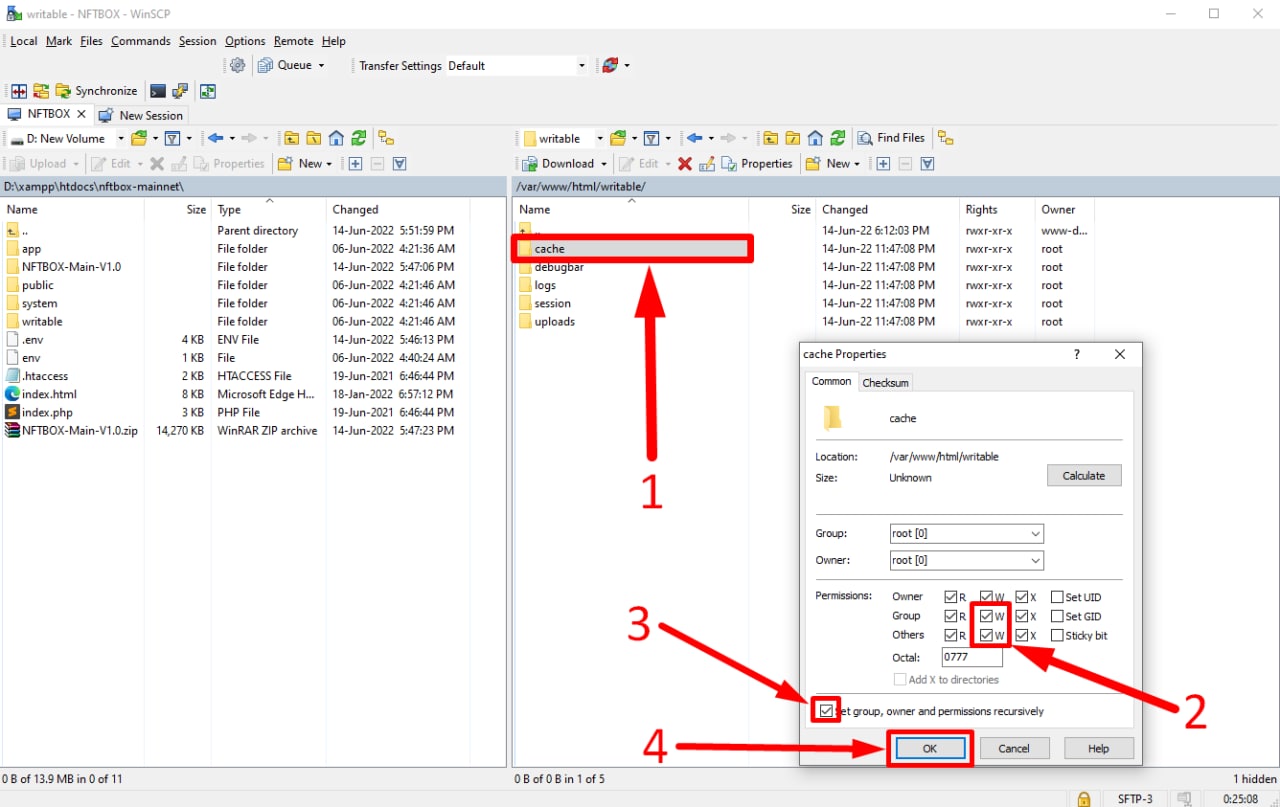 writable - NFTBOX - WinSCP
Local Mark Files Commands Session Options Remote Help
Queue Transfer Settings Default
Synchronize
NFTBOX New Session
D: New Volume
Upload Edit Properties New
D:\xampp\htdocs\nftbox-mainnet\
Name Size Type Changed
.. Parent directory 14-Jun-2022 5:51:59 PM
app File folder 06-Jun-2022 4:21:36 AM
NFTBOX-Main-V1.0 File folder 14-Jun-2022 5:47:06 PM
public File folder 06-Jun-2022 4:21:46 AM
system File folder 06-Jun-2022 4:21:46 AM
writable File folder 06-Jun-2022 4:21:46 AM
.env 4 KB ENV File 14-Jun-2022 5:46:13 PM
env 1 KB File 06-Jun-2022 4:40:24 AM
.htaccess 2 KB HTACCESS File 19-Jun-2021 6:46:44 PM
index.html 8 KB Microsoft Edge H... 18-Jan-2022 6:57:12 PM
index.php 3 KB PHP File 19-Jun-2021 6:46:44 PM
NFTBOX-Main-V1.0.zip 14,270 KB WinRAR ZIP archive 14-Jun-2022 5:47:23 PM
0 B of 13.9 MB in 0 of 11
writable Find Files
Download Edit Properties New
/var/www/html/writable/
Name Size Changed Rights Owner
.. 14-Jun-22 6:12:03 PM rwxr-xr-x www-d...
cache 14-Jun-22 11:47:08 PM rwxr-xr-x root
debugbar 14-Jun-22 11:47:08 PM rwxr-xr-x root
logs 14-Jun-22 11:47:08 PM rwxr-xr-x root
session 14-Jun-22 11:47:08 PM rwxr-xr-x root
uploads 14-Jun-22 11:47:08 PM rwxr-xr-x root
1
cache Properties ?
Common Checksum
cache
Location: /var/www/html/writable
Size: Unknown Calculate
Group: root [0]
Owner: root [0]
Permissions: Owner R W X Set UID
Group R W X Set GID
Others R W X Sticky bit
Octal: 0777
Add X to directories
3
2
Set group, owner and permissions recursively
4
OK Cancel Help
0 B of 0 B in 1 of 5 1 hidden
SFTP-3 0:25:08